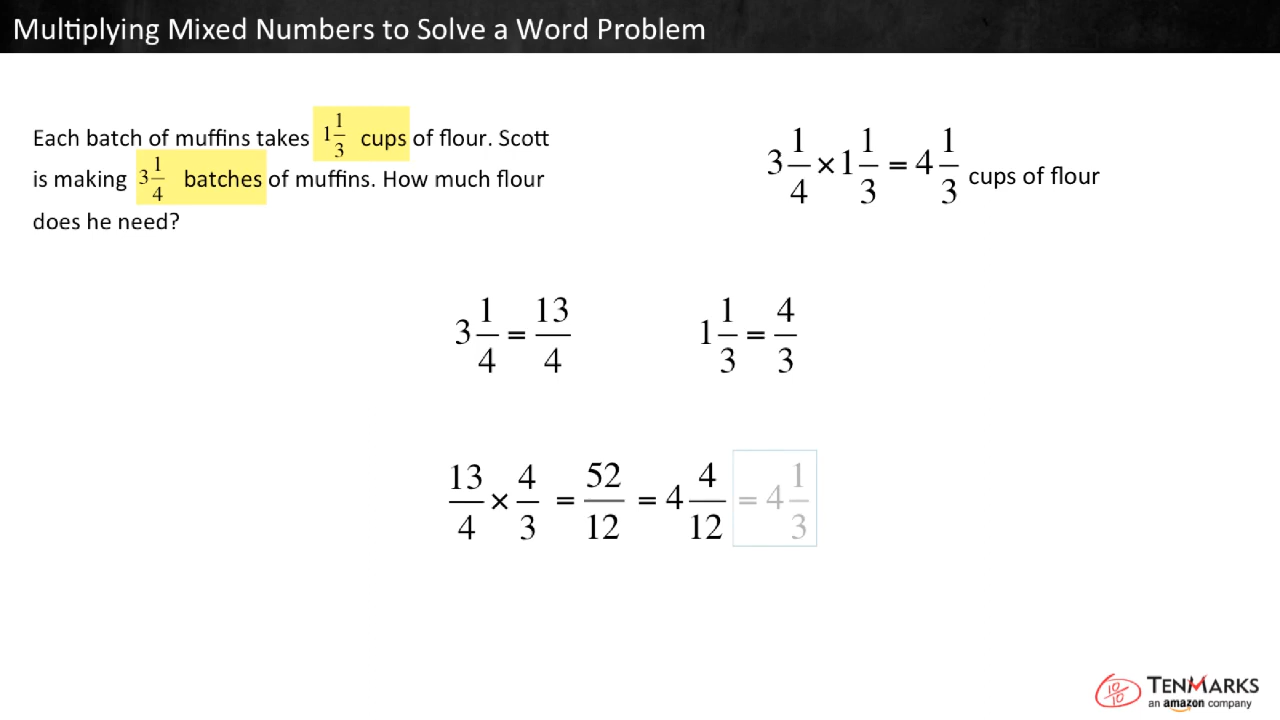 Multiplying Mixed Numbers to Solve a Word Problem
Each batch of muffins takes 1 1/3 cups of flour. Scott
is making 3 1/4 batches of muffins. How much flour
does he need?
3 1/4 × 1 1/3 = 4 1/3 cups of flour
3 1/4 = 13/4
1 1/3 = 4/3
13/4 × 4/3 = 52/12 = 4 4/12 = 4 1/3
10/10 TENMARKS
an amazon company